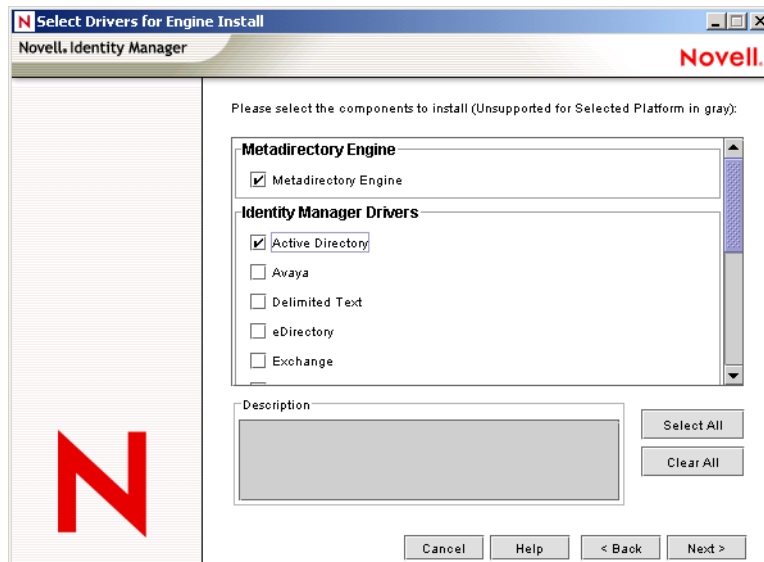 N Select Drivers for Engine Install
Novell. Identity Manager
Novell.
Please select the components to install (Unsupported for Selected Platform in gray):
Metadirectory Engine
Metadirectory Engine
Identity Manager Drivers
Active Directory
Avaya
Delimited Text
eDirectory
Exchange
Description
Select All
Clear All
N
Cancel Help < Back Next >